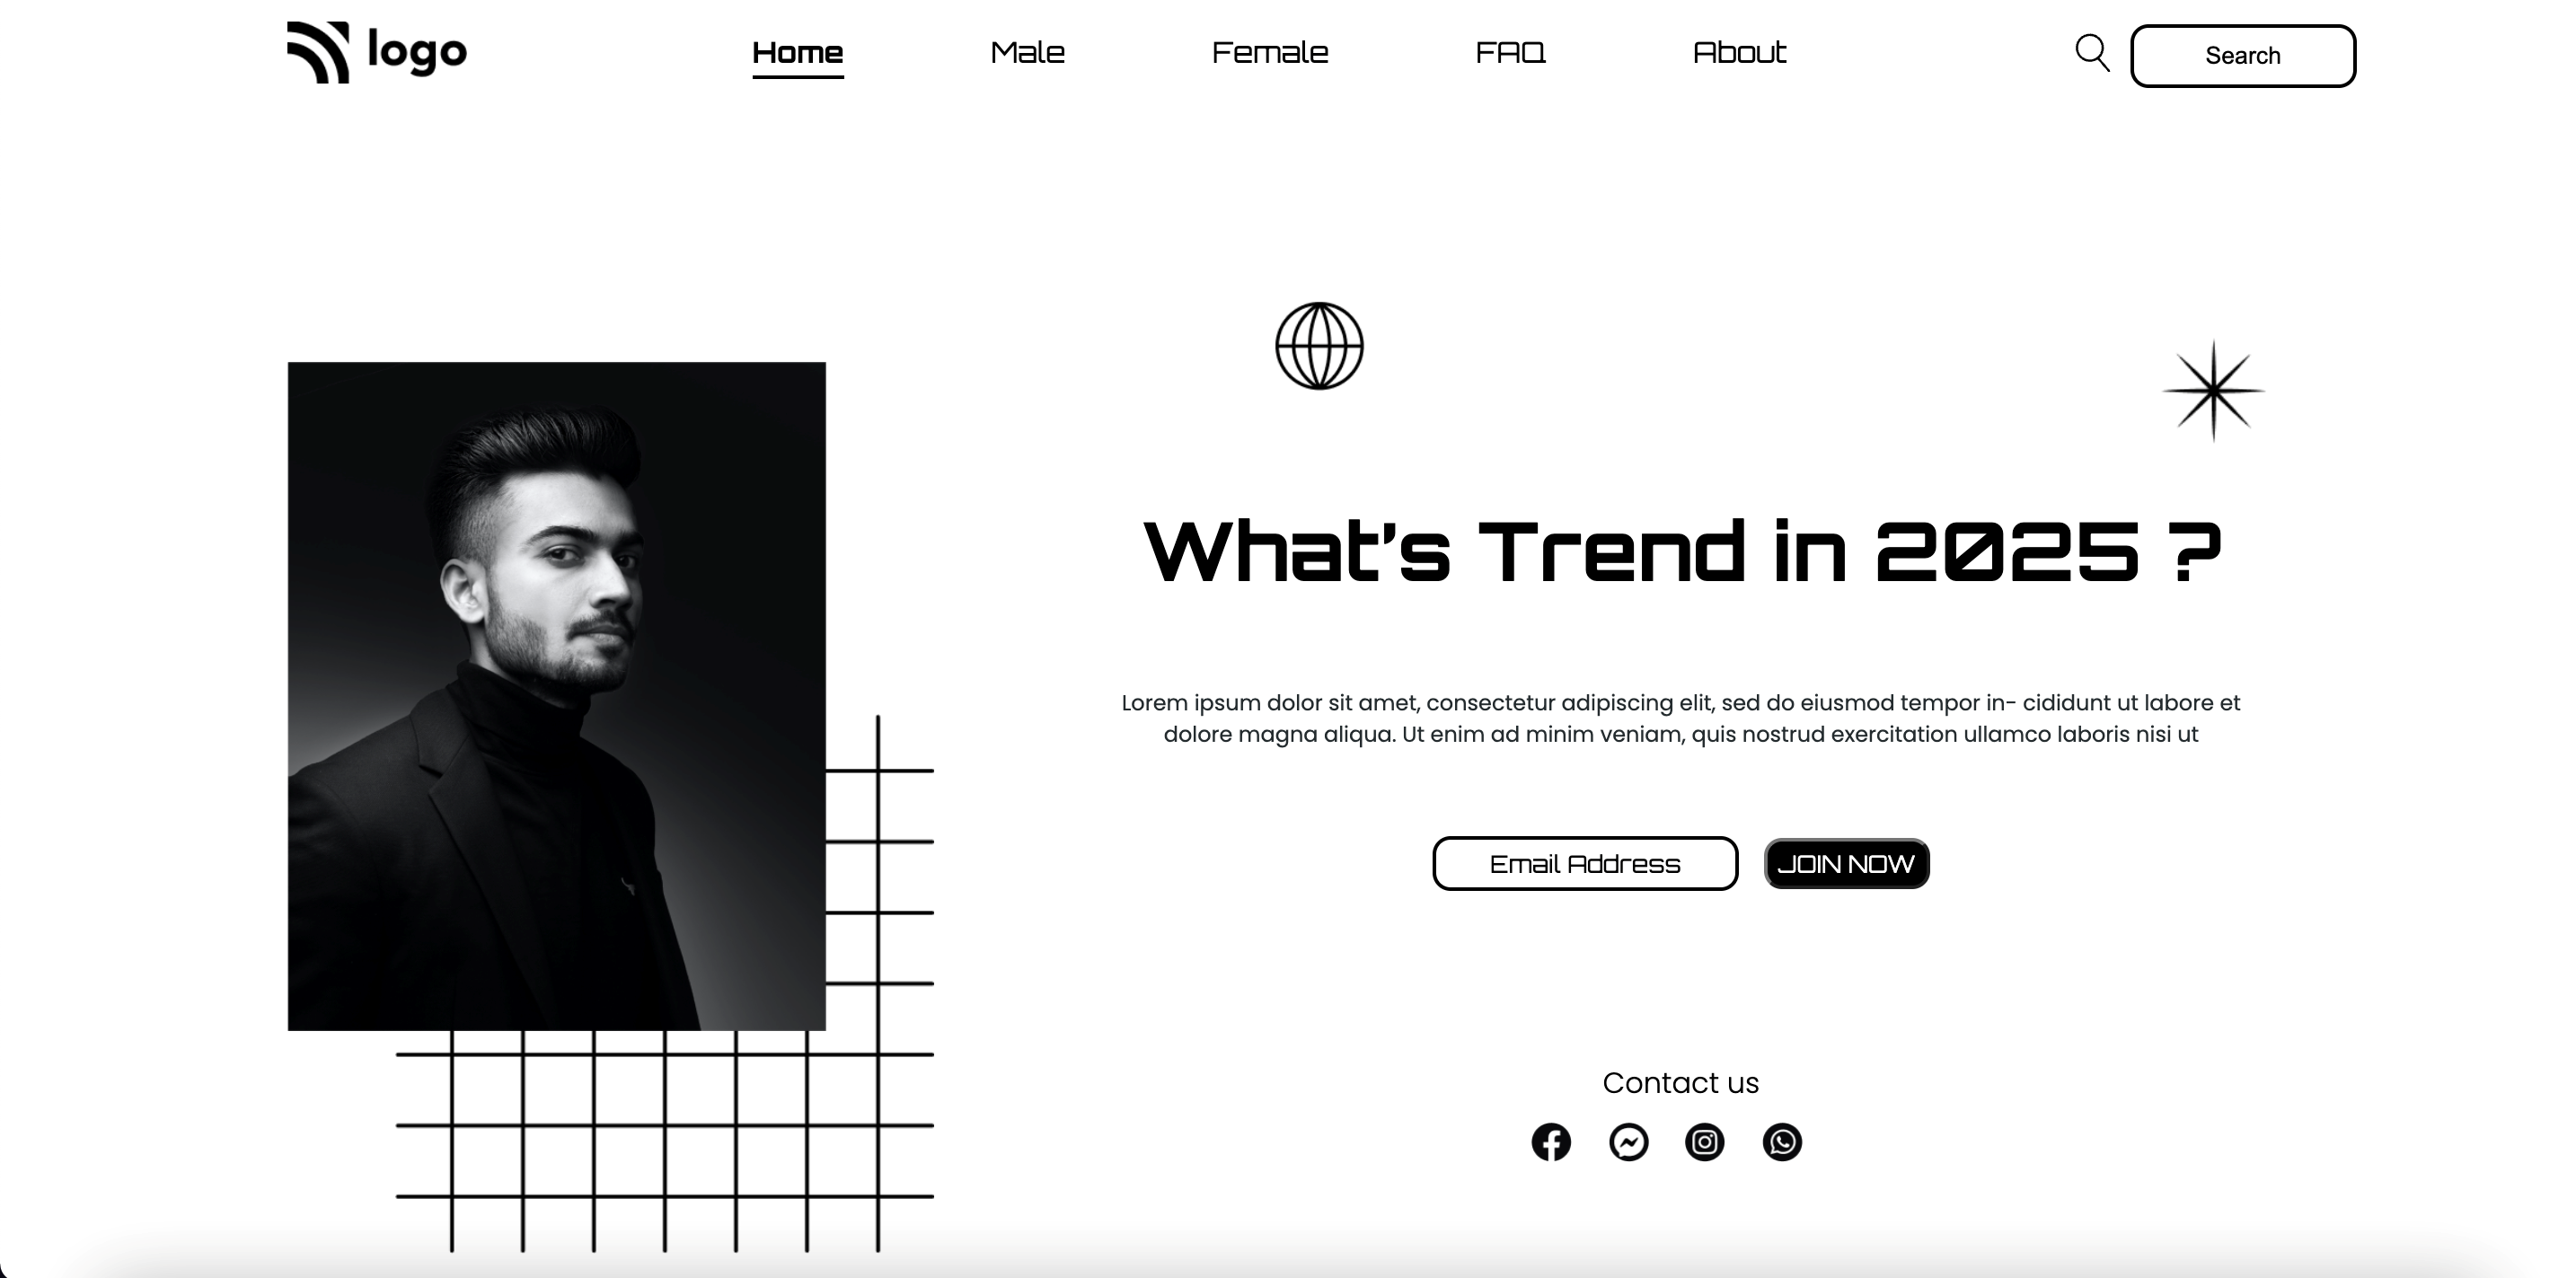 logo
Home
Male
Female
FAQ
About
Search
What's Trend in 2025 ?
Lorem ipsum dolor sit amet, consectetur adipiscing elit, sed do eiusmod tempor in- cididunt ut labore et
dolore magna aliqua. Ut enim ad minim veniam, quis nostrud exercitation ullamco laboris nisi ut
Email Address
JOIN NOW
Contact us